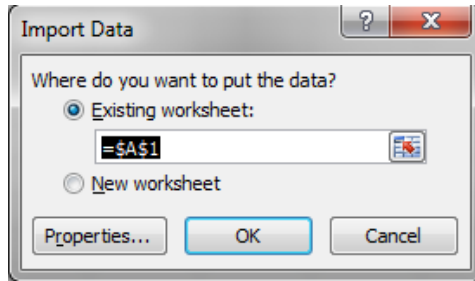 Import Data
Where do you want to put the data?
Existing worksheet:
=$A$1
New worksheet
Properties... OK Cancel